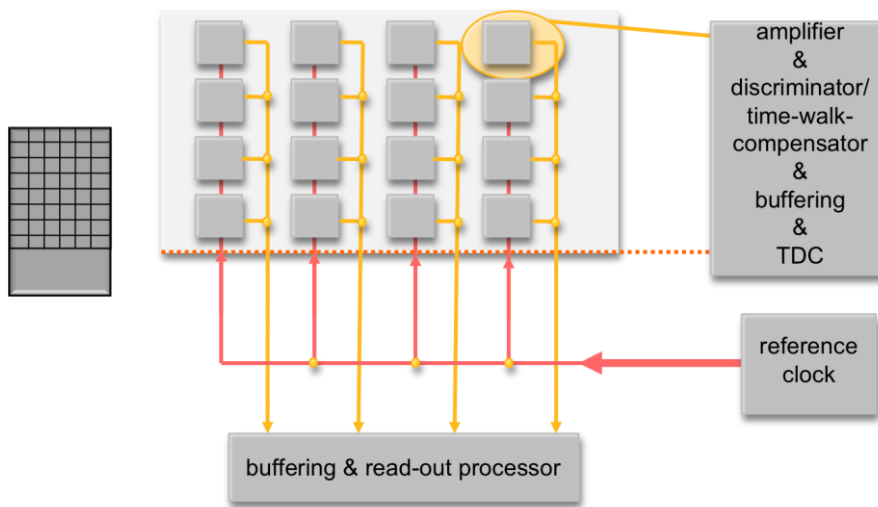 amplifier
&
discriminator/
time-walk-
compensator
&
buffering
&
TDC
reference
clock
buffering & read-out processor